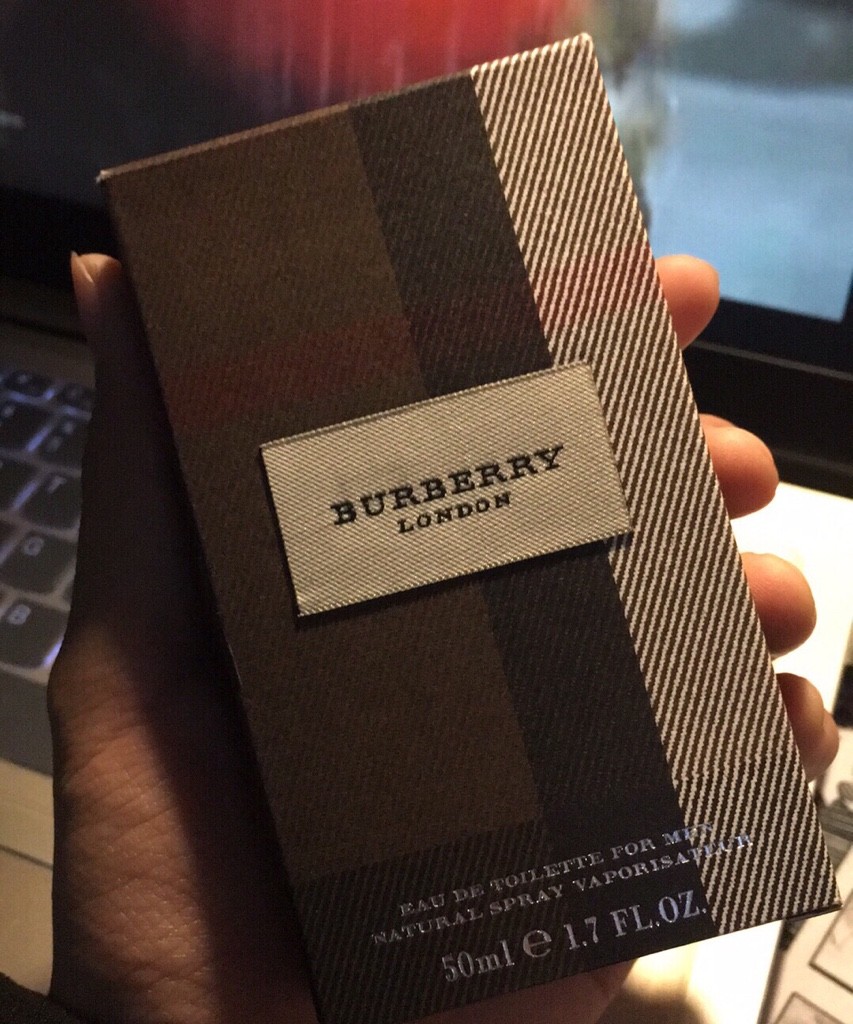 BURBERRY
LONDON
EAU DE TOILETTE FOR MEN
NATURAL SPRAY VAPORISATEUR
50ml ℮ 1.7 FL.OZ.
T
G
B